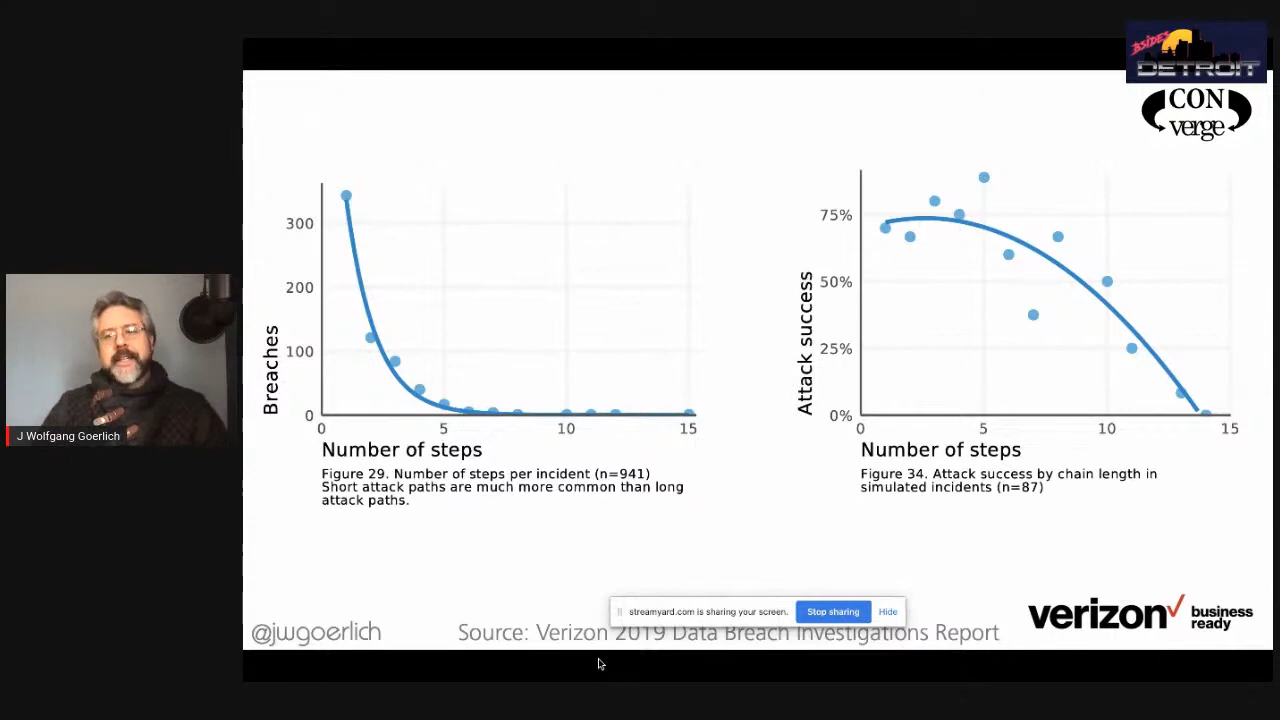 BSIDES
DETROIT
CON
verge
300
200
100
0
Breaches
0 5 10 15
Number of steps
Figure 29. Number of steps per incident (n=941)
Short attack paths are much more common than long
attack paths.
75%
50%
25%
0%
Attack success
0 5 10 15
Number of steps
Figure 34. Attack success by chain length in
simulated incidents (n=87)
J Wolfgang Goerlich
streamyard.com is sharing your screen.
Stop sharing
Hide
@jwgoerlich
Source: Verizon 2019 Data Breach Investigations Report
verizon
business
ready